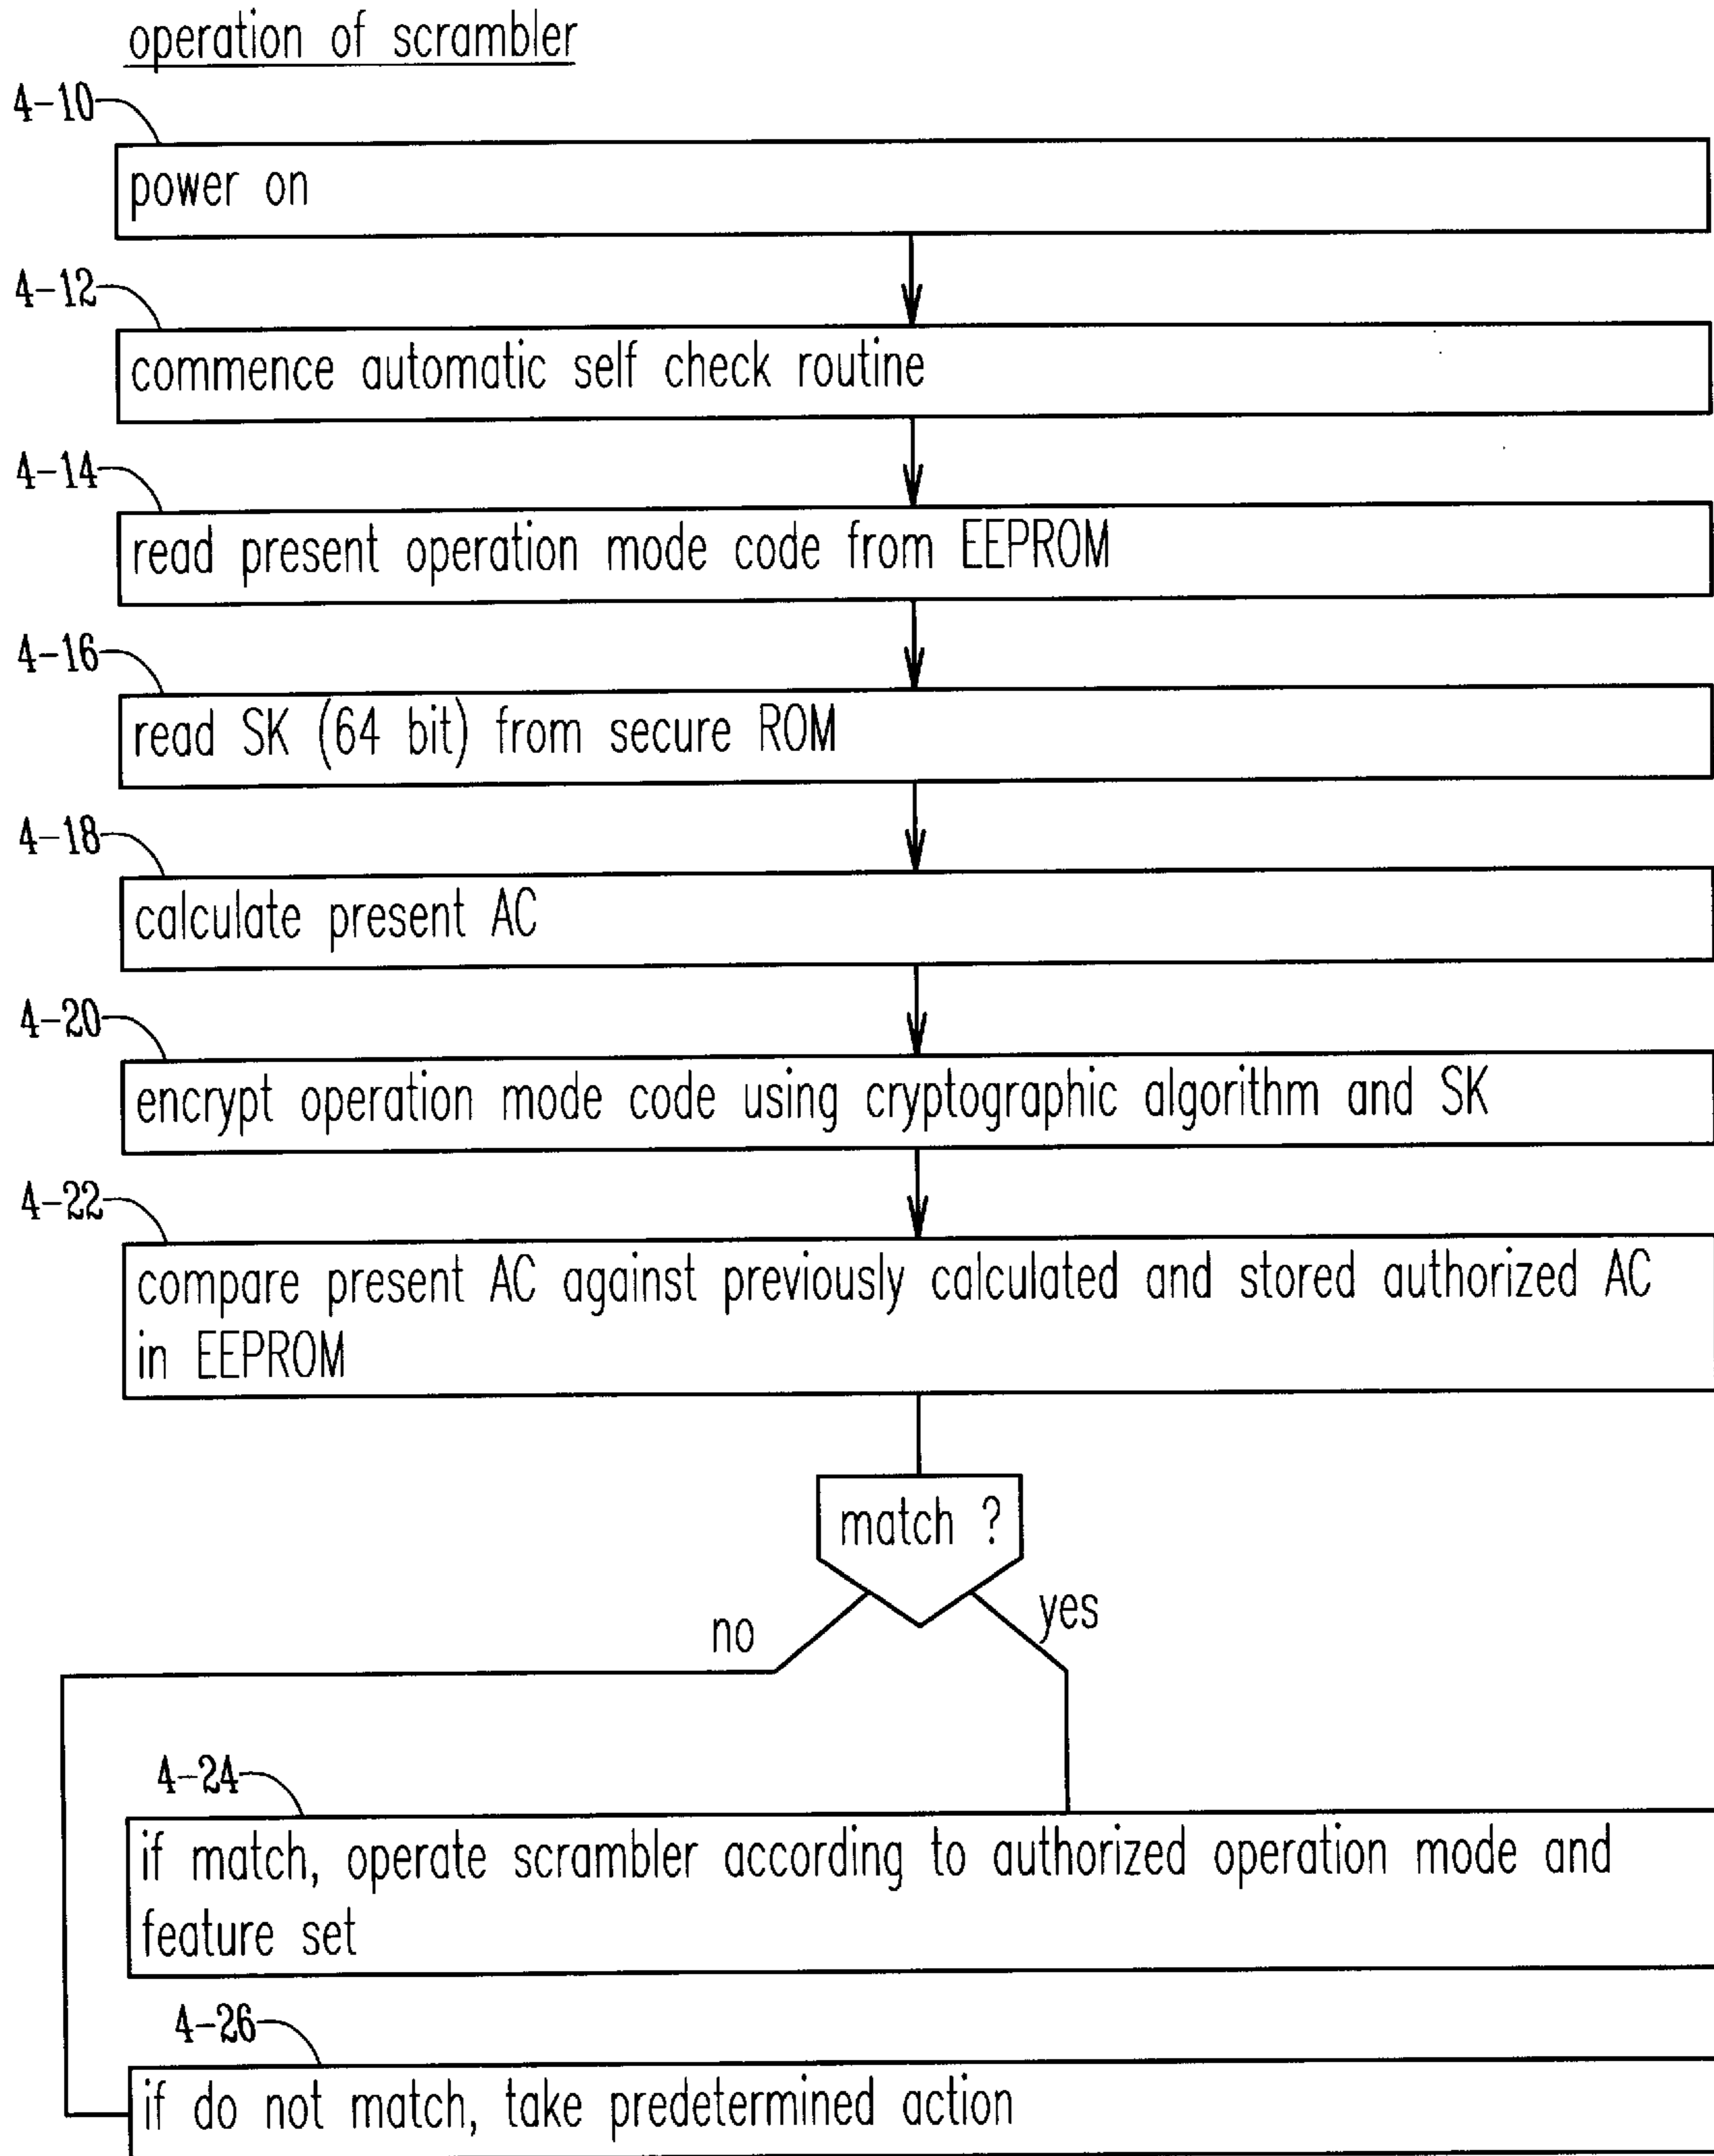 operation of scrambler
4-10
power on
4-12
commence automatic self check routine
4-14
read present operation mode code from EEPROM
4-16
read SK (64 bit) from secure ROM
4-18
calculate present AC
4-20
encrypt operation mode code using cryptographic algorithm and SK
4-22
compare present AC against previously calculated and stored authorized AC
in EEPROM
match ?
no
yes
4-24
if match, operate scrambler according to authorized operation mode and
feature set
4-26
if do not match, take predetermined action